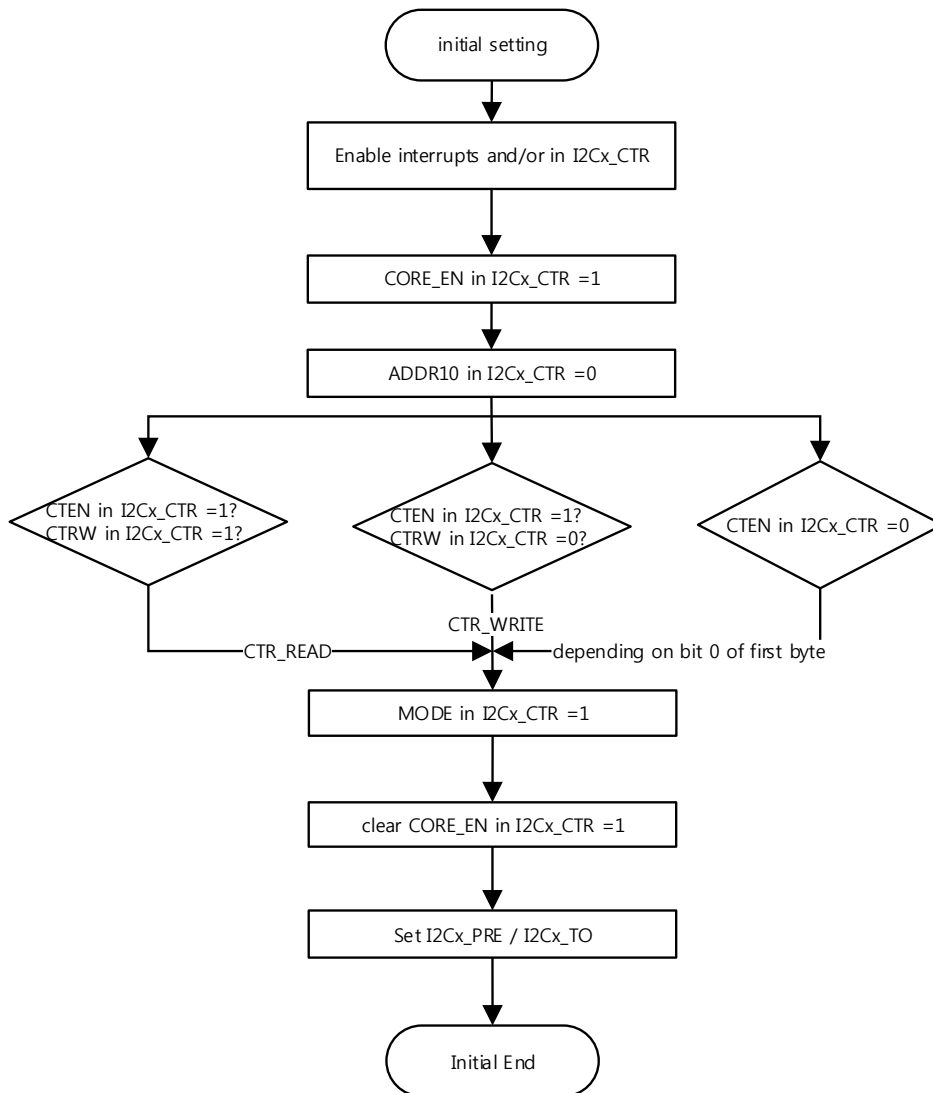 initial setting
Enable interrupts and/or in I2Cx_CTR
CORE_EN in I2Cx_CTR =1
ADDR10 in I2Cx_CTR =0
CTEN in I2Cx_CTR =1?
CTRW in I2Cx_CTR =1?
CTEN in I2Cx_CTR =1?
CTRW in I2Cx_CTR =0?
CTEN in I2Cx_CTR =0
CTR_WRITE
CTR_READ
depending on bit 0 of first byte
MODE in I2Cx_CTR =1
clear CORE_EN in I2Cx_CTR =1
Set I2Cx_PRE / I2Cx_TO
Initial End